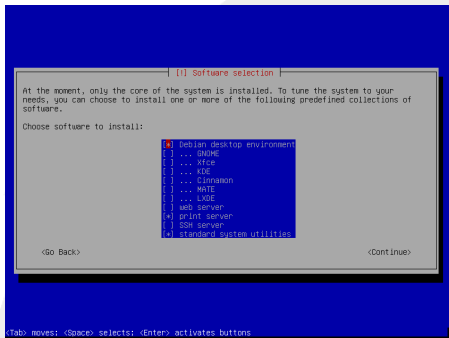 [!] Software selection
At the moment, only the core of the system is installed. To tune the system to your
needs, you can choose to install one or more of the following predefined collections of
software.
Choose software to install:
[*] Debian desktop environment
[ ] ... GNOME
[ ] ... Xfce
[ ] ... KDE
[ ] ... Cinnamon
[ ] ... MATE
[ ] ... LXDE
[ ] web server
[*] print server
[ ] SSH server
[*] standard system utilities
<Go Back> <Continue>
<Tab> moves; <Space> selects; <Enter> activates buttons